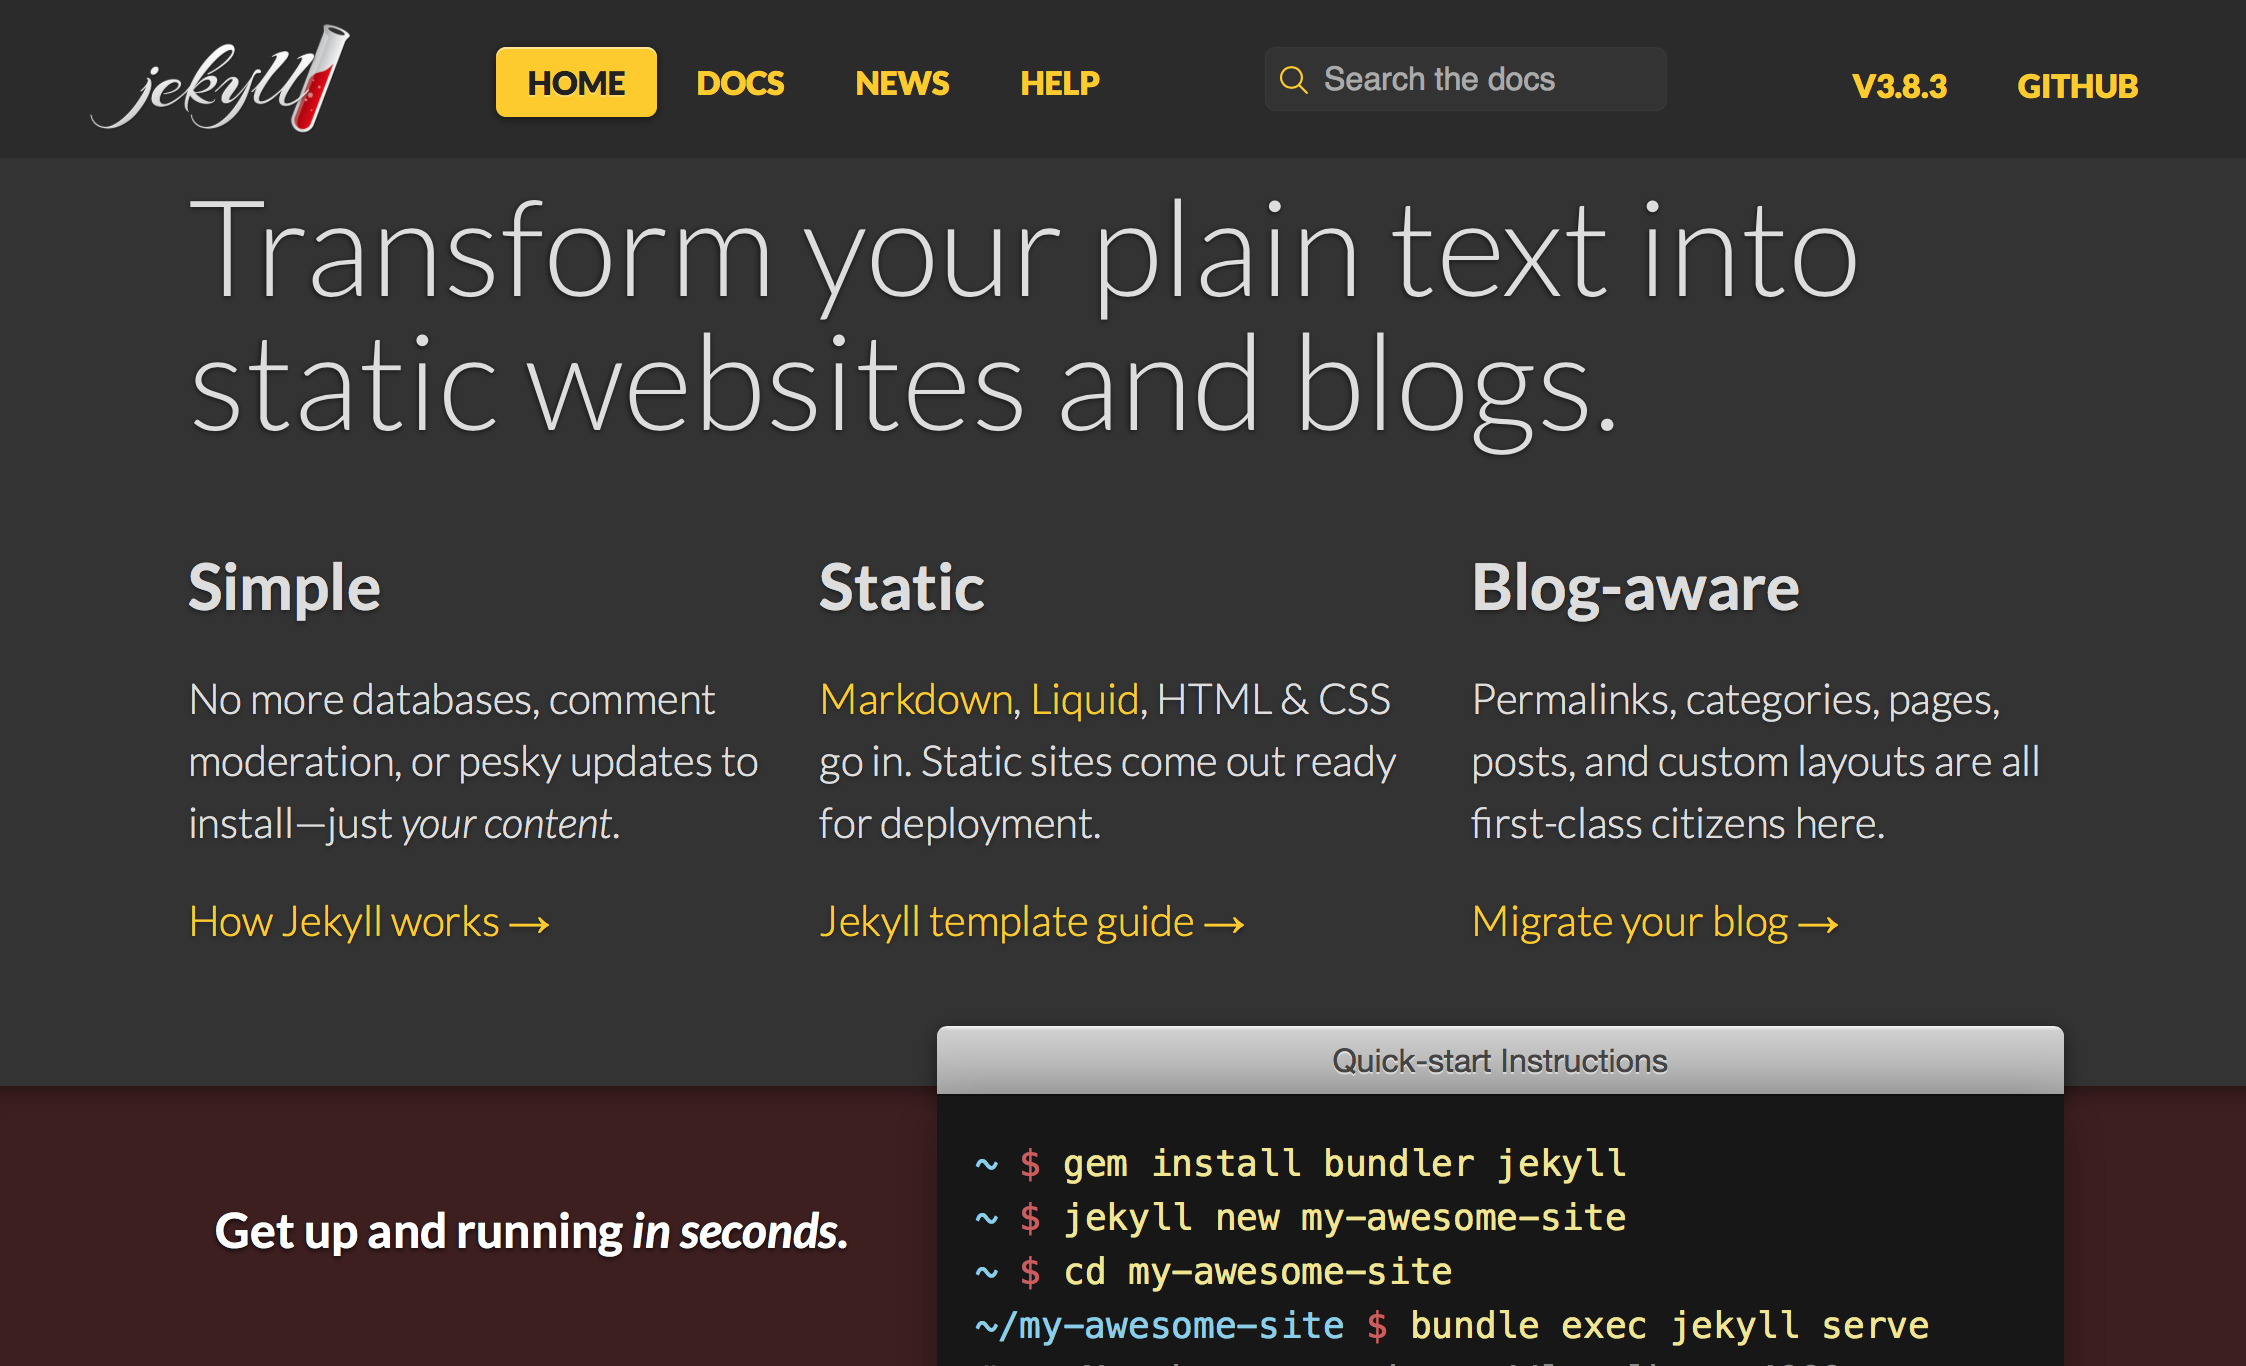 jekyll
HOME DOCS NEWS HELP Search the docs V3.8.3 GITHUB
Transform your plain text into
static websites and blogs.
Simple
No more databases, comment
moderation, or pesky updates to
install—just your content.
How Jekyll works →
Static
Markdown, Liquid, HTML & CSS
go in. Static sites come out ready
for deployment.
Jekyll template guide →
Blog-aware
Permalinks, categories, pages,
posts, and custom layouts are all
first-class citizens here.
Migrate your blog →
Get up and running in seconds.
Quick-start Instructions
~ $ gem install bundler jekyll
~ $ jekyll new my-awesome-site
~ $ cd my-awesome-site
~/my-awesome-site $ bundle exec jekyll serve